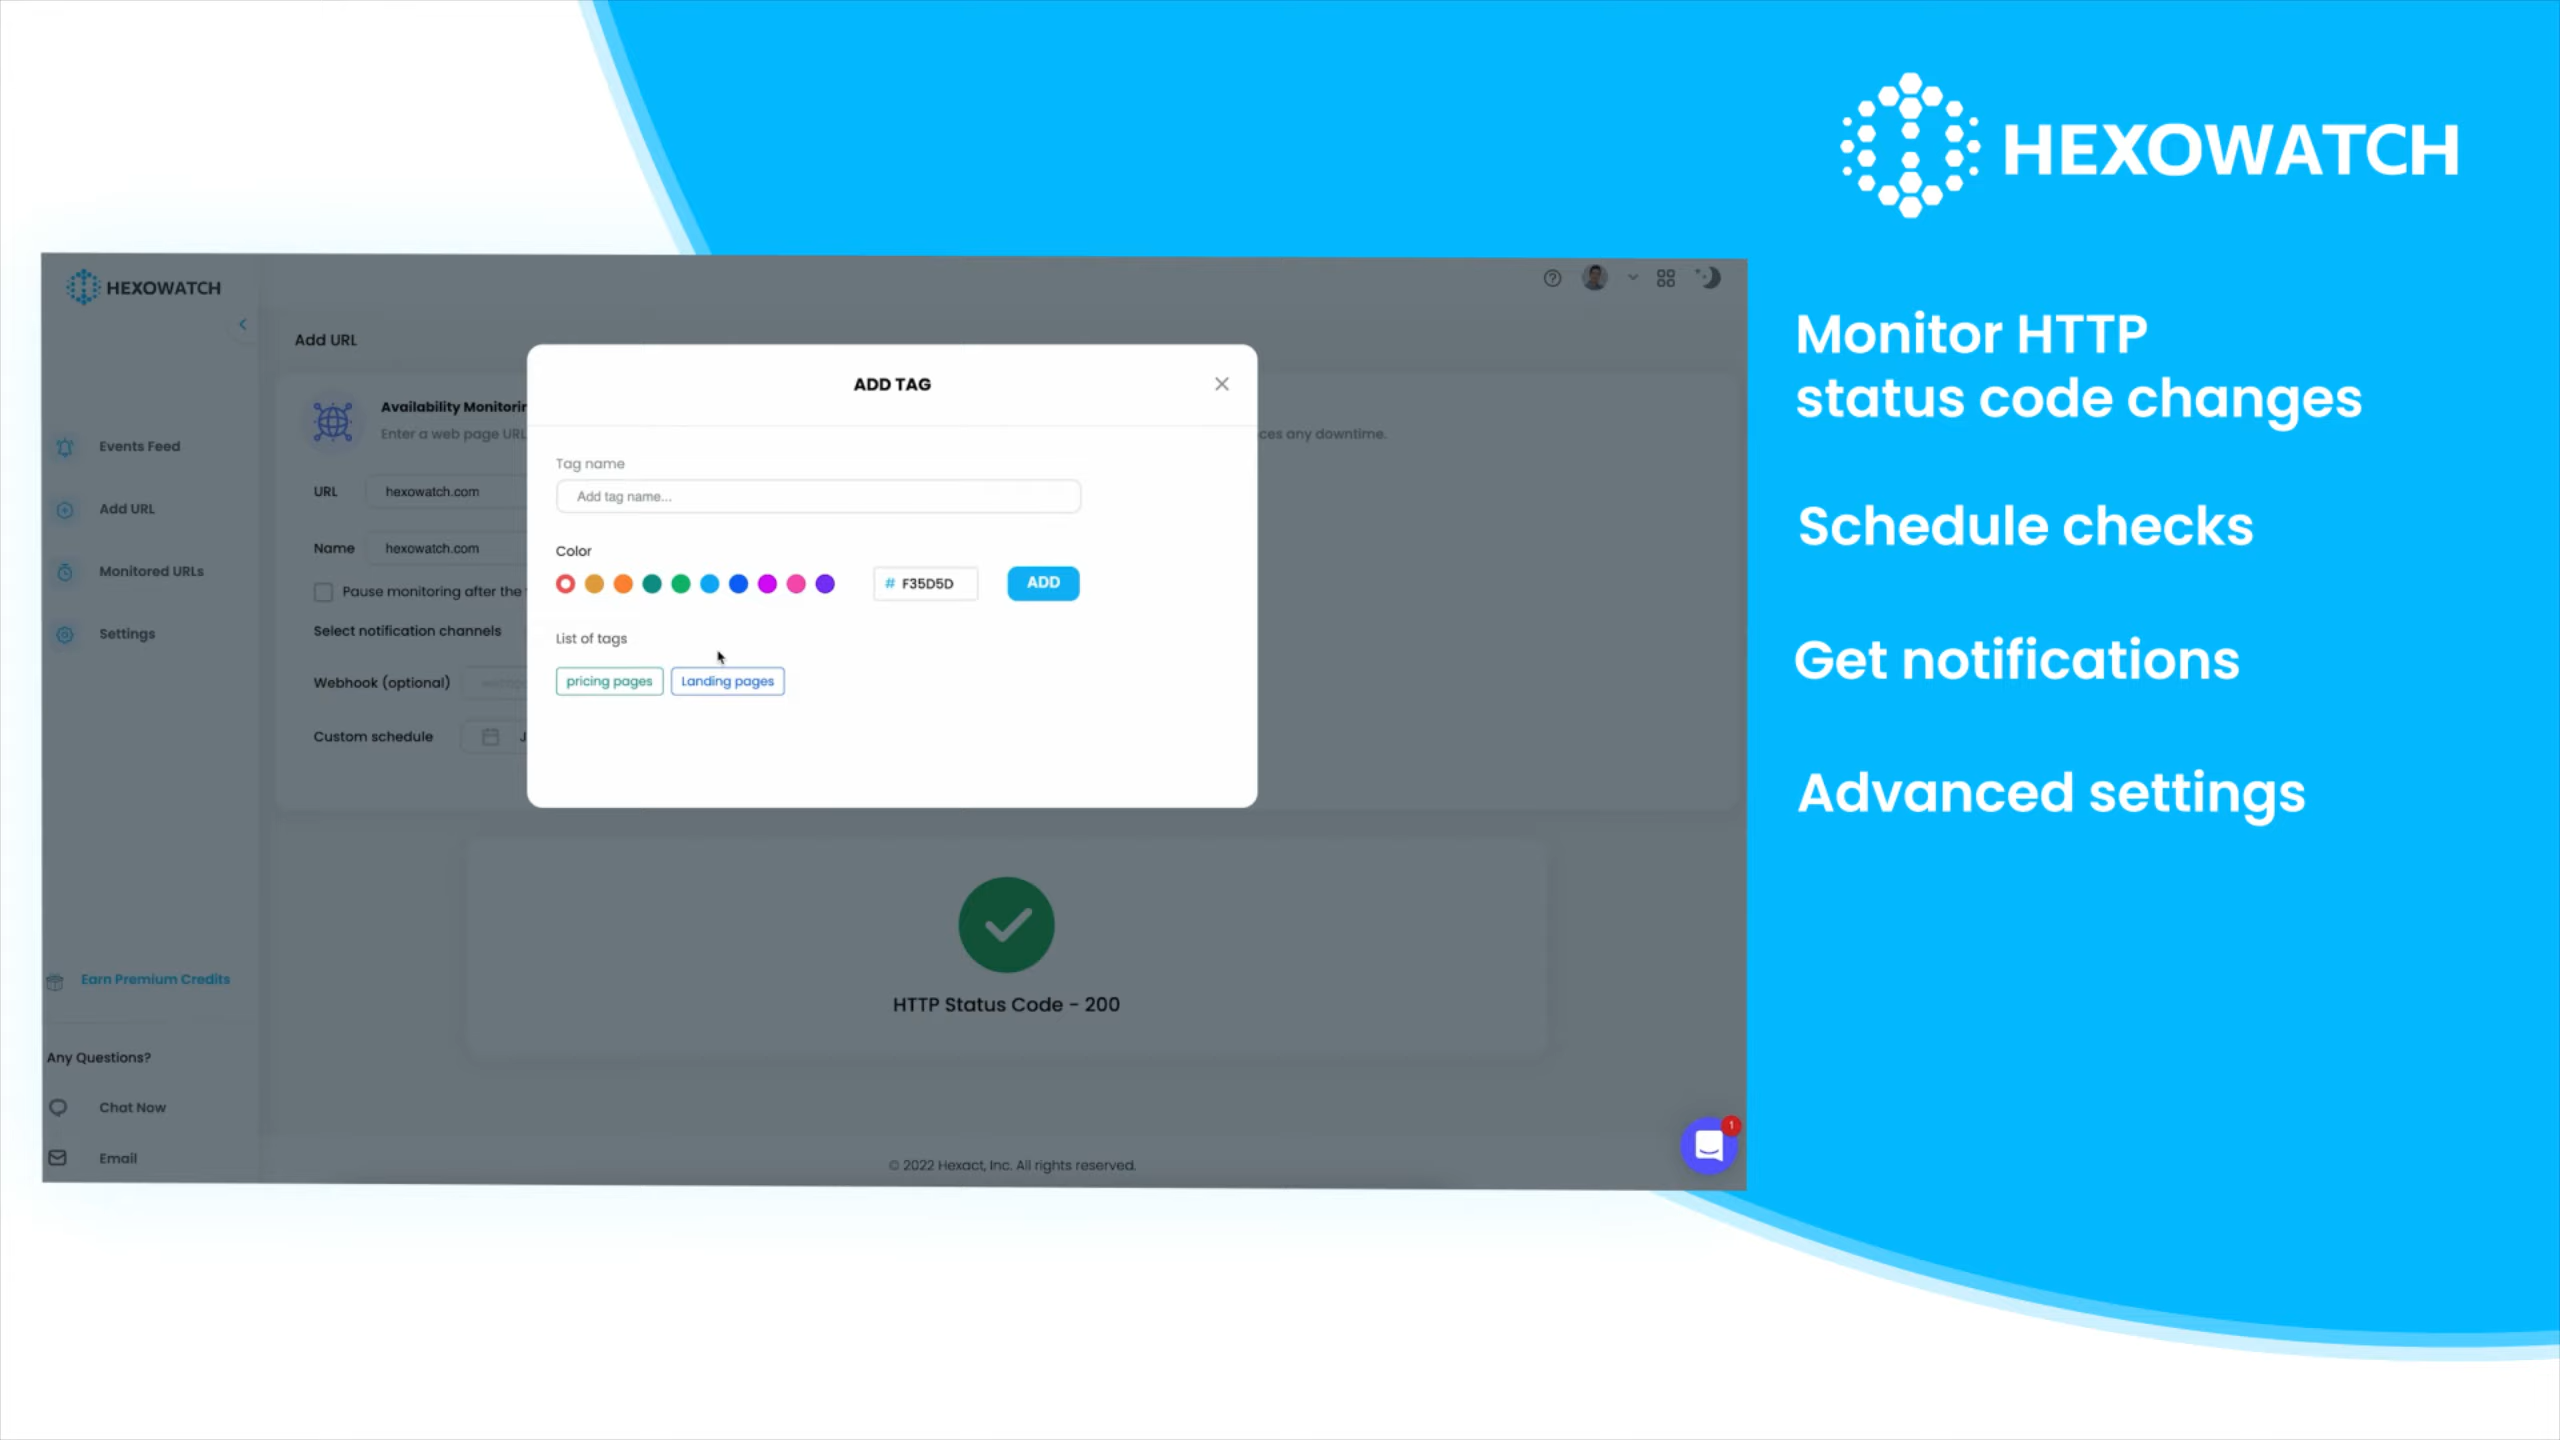 HEXOWATCH
Monitor HTTP
status code changes
Schedule checks
Get notifications
Advanced settings
HEXOWATCH
Events Feed
Add URL
Monitored URLs
Settings
Earn Premium Credits
Any Questions?
Chat Now
Email
Add URL
Availability
Enter a web page URL
ces any downtime.
URL hexowatch.com
Name hexowatch.com
Pause monitoring after the
Select notification channels
Webhook (optional)
Custom schedule J
ADD TAG
Tag name
Add tag name...
Color
# F35D5D ADD
List of tags
pricing pages Landing pages
HTTP Status Code - 200
© 2022 Hexact, Inc. All rights reserved.
1